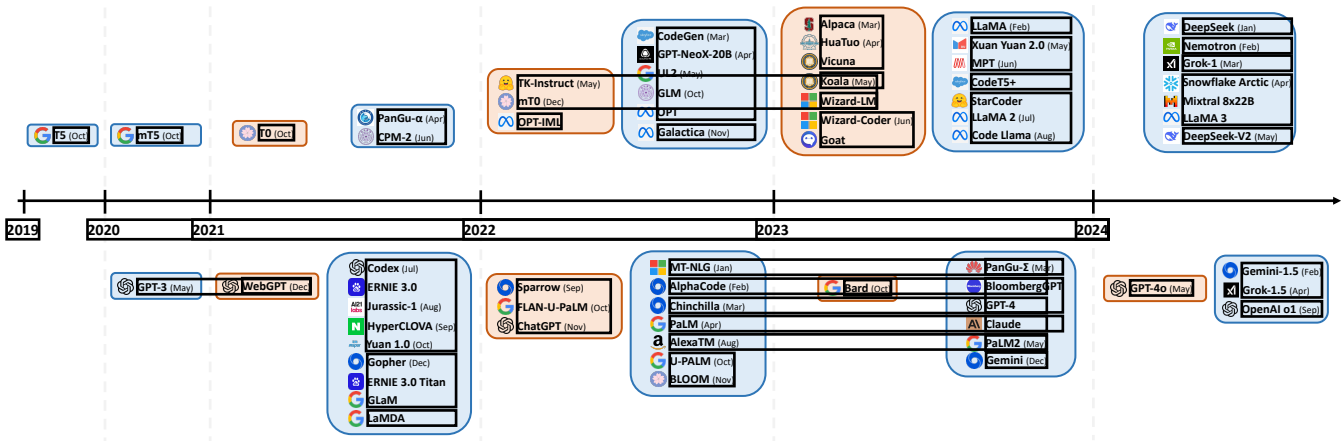 T5 (Oct)
mT5 (Oct)
T0 (Oct)
PanGu-α (Apr)
CPM-2 (Jun)
TK-Instruct (May)
mT0 (Dec)
OPT-IML
CodeGen (Mar)
GPT-NeoX-20B (Apr)
UL2 (May)
GLM (Oct)
OPT
Galactica (Nov)
Alpaca (Mar)
HuaTuo (Apr)
Vicuna
Koala (May)
Wizard-LM
Wizard-Coder (Jun)
Goat
LLaMA (Feb)
Xuan Yuan 2.0 (May)
MPT (Jun)
CodeT5+
StarCoder
LLaMA 2 (Jul)
Code Llama (Aug)
DeepSeek (Jan)
Nemotron (Feb)
Grok-1 (Mar)
Snowflake Arctic (Apr)
Mixtral 8x22B
LLaMA 3
DeepSeek-V2 (May)
2019 2020 2021 2022 2023 2024
GPT-3 (May)
WebGPT (Dec)
Codex (Jul)
ERNIE 3.0
AI21 labs
Jurassic-1 (Aug)
HyperCLOVA (Sep)
Yuan 1.0 (Oct)
Gopher (Dec)
ERNIE 3.0 Titan
GLaM
LaMDA
Sparrow (Sep)
FLAN-U-PaLM (Oct)
ChatGPT (Nov)
MT-NLG (Jan)
AlphaCode (Feb)
Chinchilla (Mar)
PaLM (Apr)
AlexaTM (Aug)
U-PALM (Oct)
BLOOM (Nov)
Bard (Oct)
PanGu-Σ (Mar)
BloombergGPT
GPT-4
Claude
PaLM2 (May)
Gemini (Dec
GPT-4o (May)
Gemini-1.5 (Feb)
Grok-1.5 (Apr)
OpenAI o1 (Sep)